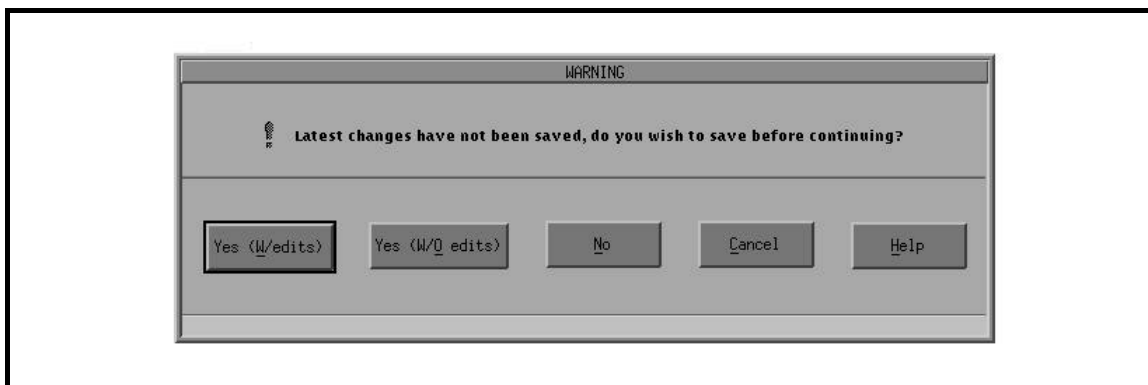 WARNING
Latest changes have not been saved, do you wish to save before continuing?
Yes (W/edits) Yes (W/O edits) No Cancel Help